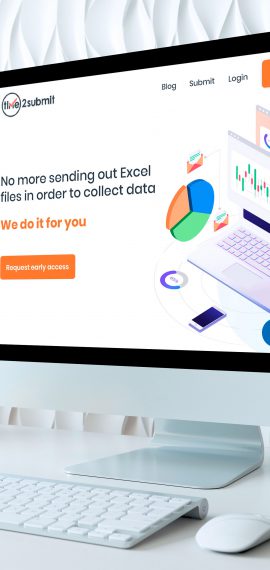 time2submit
Blog Submit Login
No more sending out Excel
files in order to collect data
We do it for you
Request early access